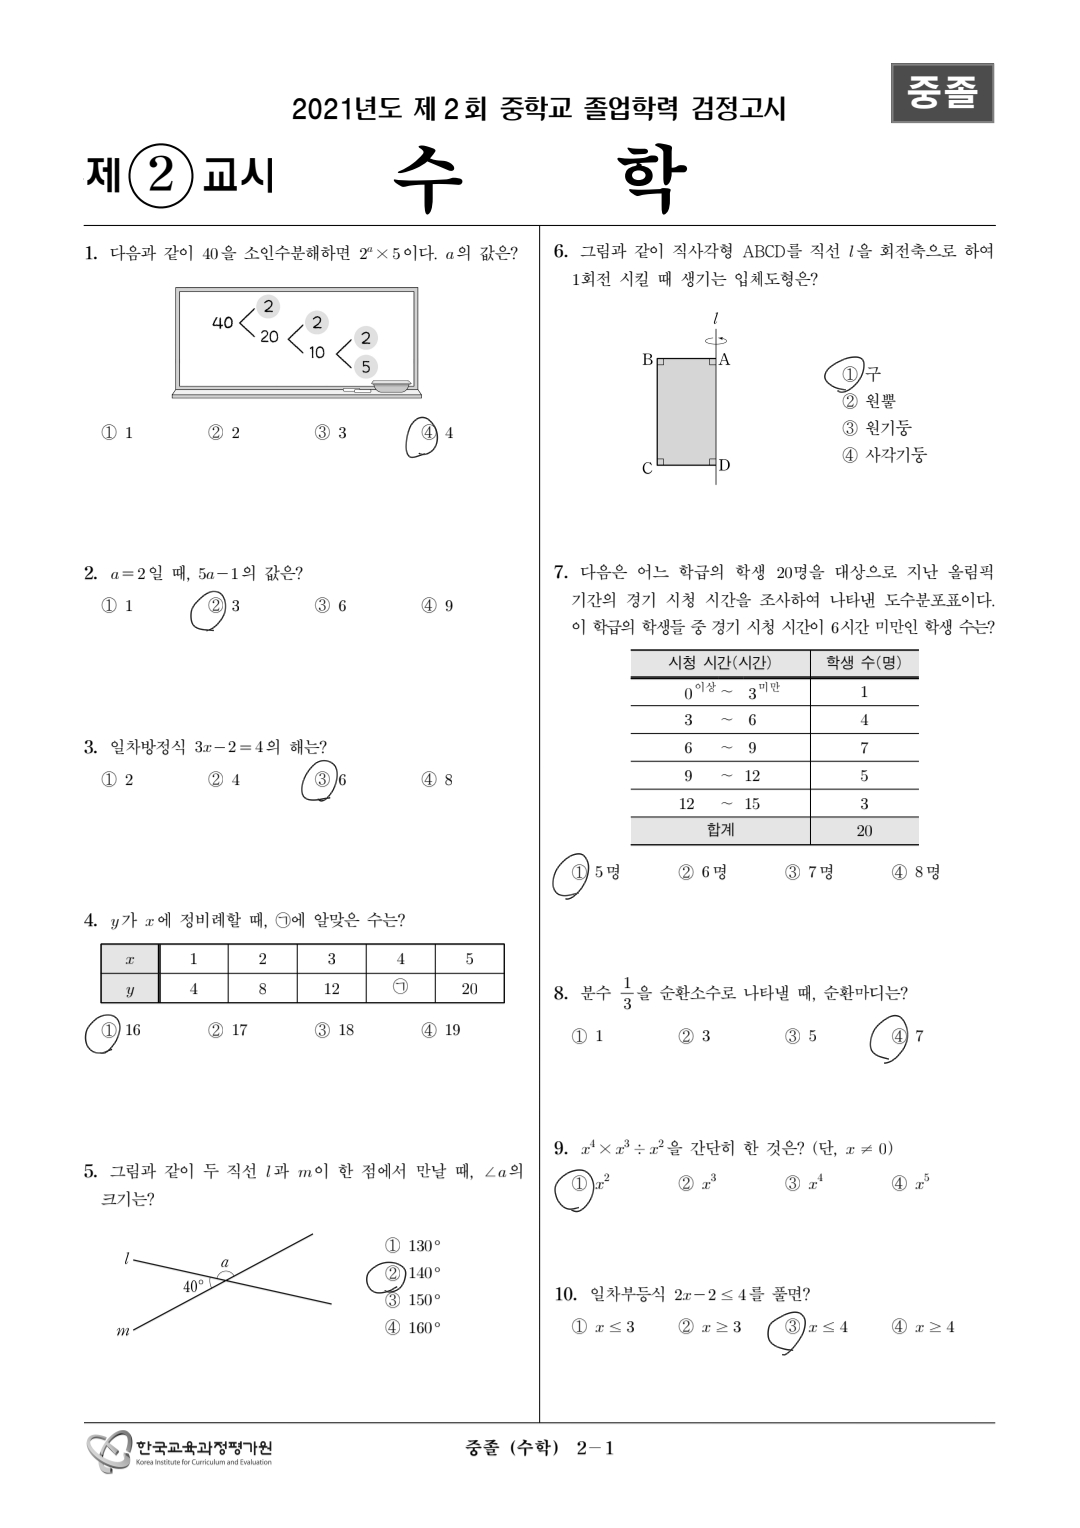 중졸
2021년도 제 2 회 중학교 졸업학력 검정고시
제 2 교시 수 학
1. 다음과 같이 40을 소인수분해하면 2ᵃ×5이다. a의 값은?
40 2
20 2
10 2
5
① 1 ② 2 ③ 3 ④ 4
2. a=2일 때, 5a-1의 값은?
① 1 ② 3 ③ 6 ④ 9
3. 일차방정식 3x-2=4의 해는?
① 2 ② 4 ③ 6 ④ 8
4. y가 x에 정비례할 때, ㉠에 알맞은 수는?
x 1 2 3 4 5
y 4 8 12 ㉠ 20
① 16 ② 17 ③ 18 ④ 19
5. 그림과 같이 두 직선 l과 m이 한 점에서 만날 때, ∠a의
크기는?
l a
40°
m
① 130°
② 140°
③ 150°
④ 160°
6. 그림과 같이 직사각형 ABCD를 직선 l을 회전축으로 하여
1회전 시킬 때 생기는 입체도형은?
l
B A
C D
① 구
② 원뿔
③ 원기둥
④ 사각기둥
7. 다음은 어느 학급의 학생 20명을 대상으로 지난 올림픽
기간의 경기 시청 시간을 조사하여 나타낸 도수분포표이다.
이 학급의 학생들 중 경기 시청 시간이 6시간 미만인 학생 수는?
시청 시간(시간) 학생 수(명)
0이상 ~ 3미만 1
3 ~ 6 4
6 ~ 9 7
9 ~ 12 5
12 ~ 15 3
합계 20
① 5명 ② 6명 ③ 7명 ④ 8명
8. 분수 1/3을 순환소수로 나타낼 때, 순환마디는?
① 1 ② 3 ③ 5 ④ 7
9. x⁴×x³÷x²을 간단히 한 것은? (단, x ≠ 0)
① x² ② x³ ③ x⁴ ④ x⁵
10. 일차부등식 2x-2 ≤ 4를 풀면?
① x ≤ 3 ② x ≥ 3 ③ x ≤ 4 ④ x ≥ 4
한국교육과정평가원
Korea Institute for Curriculum and Evaluation
중졸 (수학) 2-1